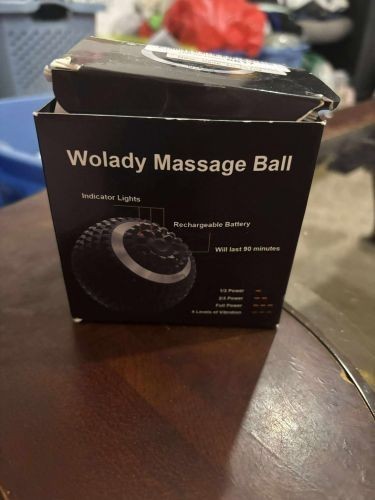 Wolady Massage Ball
Indicator Lights
Rechargeable Battery
Will last 90 minutes
1/3 Power
2/3 Power
Full Power
4 Levels of Vibration